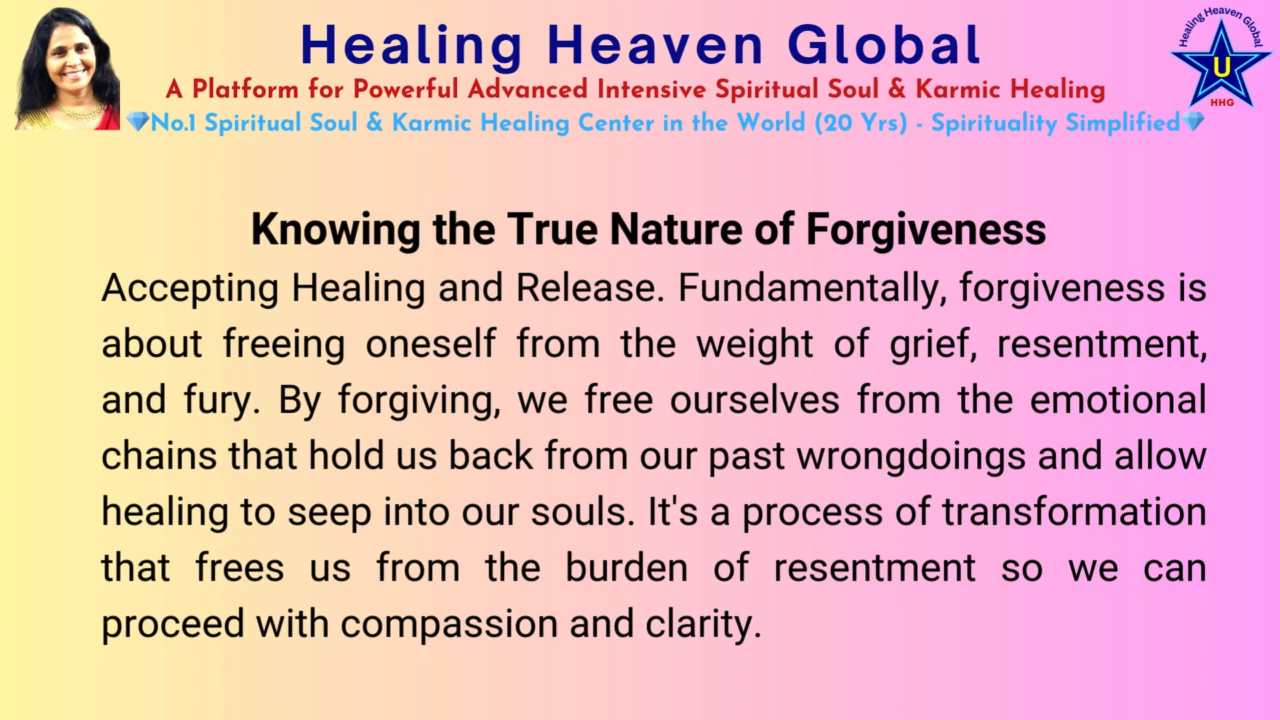 Healing Heaven Global
A Platform for Powerful Advanced Intensive Spiritual Soul & Karmic Healing
💎No.1 Spiritual Soul & Karmic Healing Center in the World (20 Yrs) - Spirituality Simplified💎
Healing Heaven Global
U
HHG
Knowing the True Nature of Forgiveness
Accepting Healing and Release. Fundamentally, forgiveness is
about freeing oneself from the weight of grief, resentment,
and fury. By forgiving, we free ourselves from the emotional
chains that hold us back from our past wrongdoings and allow
healing to seep into our souls. It's a process of transformation
that frees us from the burden of resentment so we can
proceed with compassion and clarity.